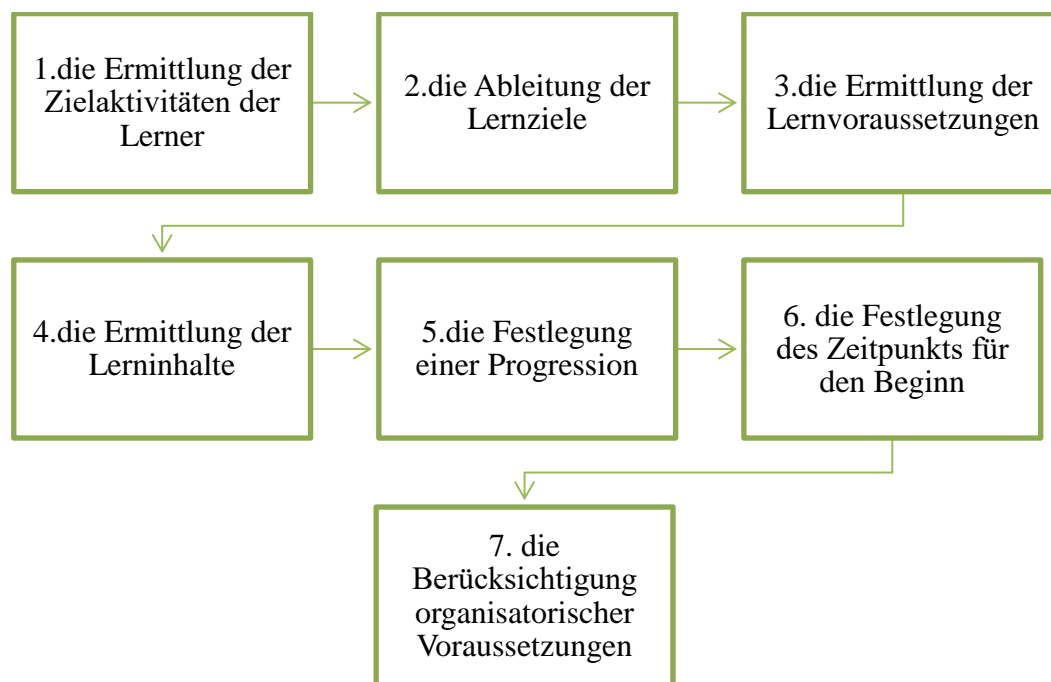 1.die Ermittlung der
Zielaktivitäten der
Lerner
2.die Ableitung der
Lernziele
3.die Ermittlung der
Lernvoraussetzungen
4.die Ermittlung der
Lerninhalte
5.die Festlegung
einer Progression
6. die Festlegung
des Zeitpunkts für
den Beginn
7. die
Berücksichtigung
organisatorischer
Voraussetzungen